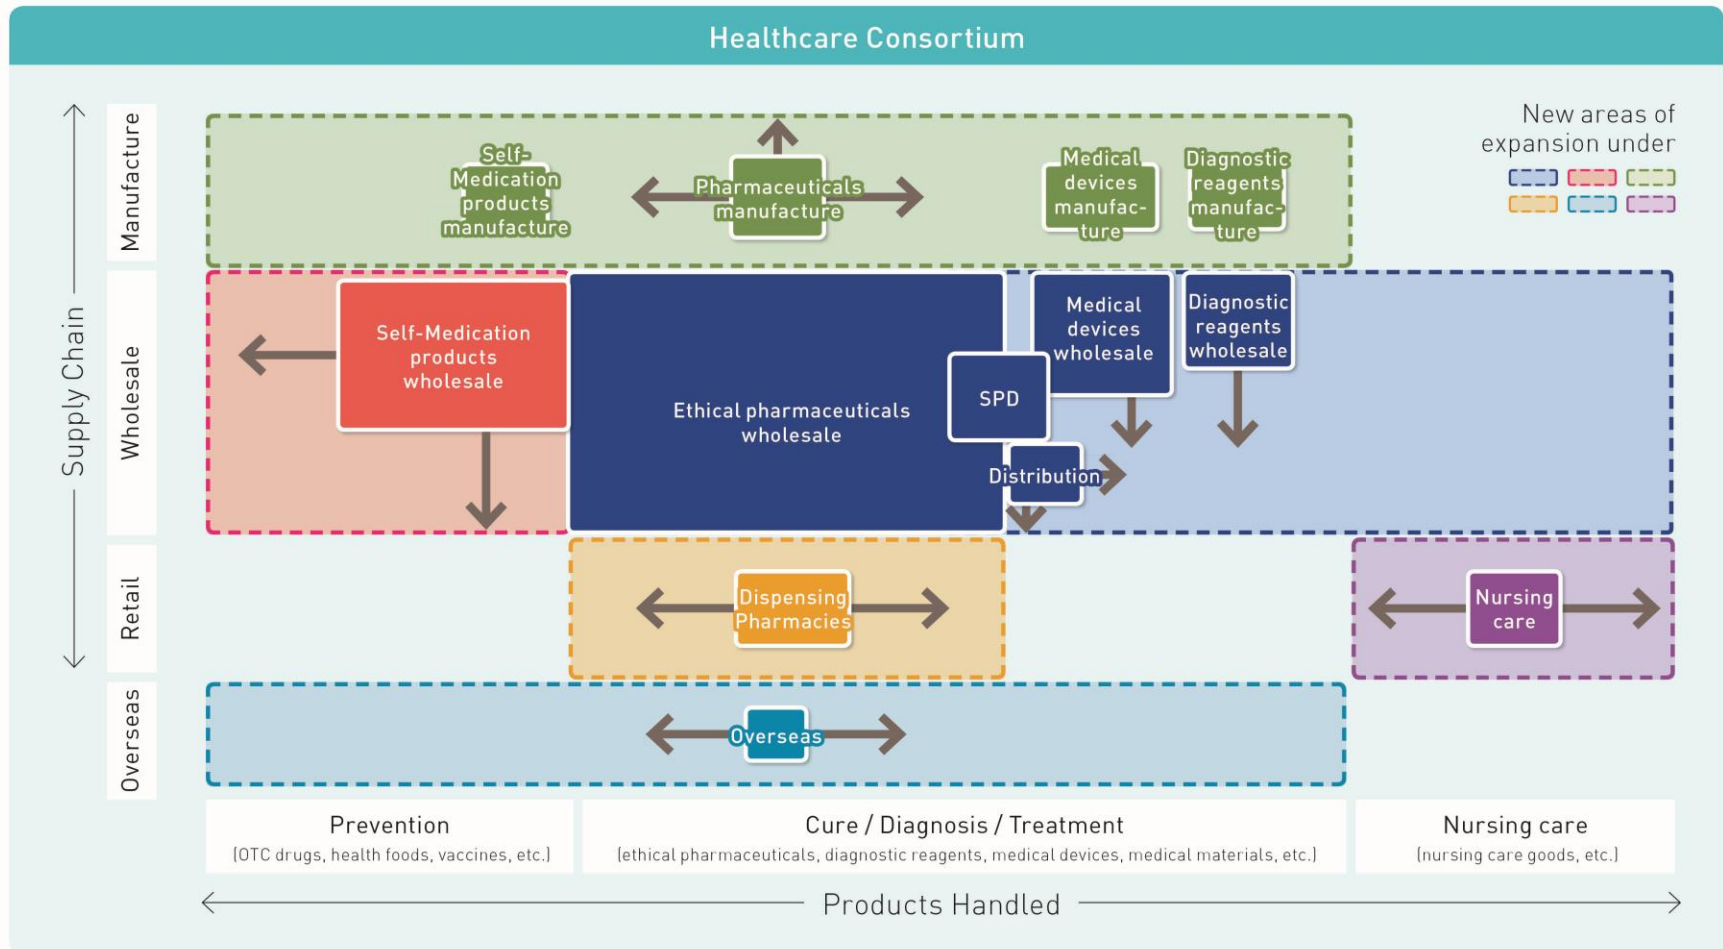 Healthcare Consortium
Supply Chain
Manufacture
Wholesale
Retail
Overseas
New areas of
expansion under
Self-
Medication
products
manufacture
Pharmaceuticals
manufacture
Medical
devices
manufac-
ture
Diagnostic
reagents
manufac-
ture
Self-Medication
products
wholesale
Ethical pharmaceuticals
wholesale
SPD
Medical
devices
wholesale
Diagnostic
reagents
wholesale
Distribution
Dispensing
Pharmacies
Nursing
care
Overseas
Prevention
(OTC drugs, health foods, vaccines, etc.)
Cure / Diagnosis / Treatment
(ethical pharmaceuticals, diagnostic reagents, medical devices, medical materials, etc.)
Nursing care
(nursing care goods, etc.)
Products Handled